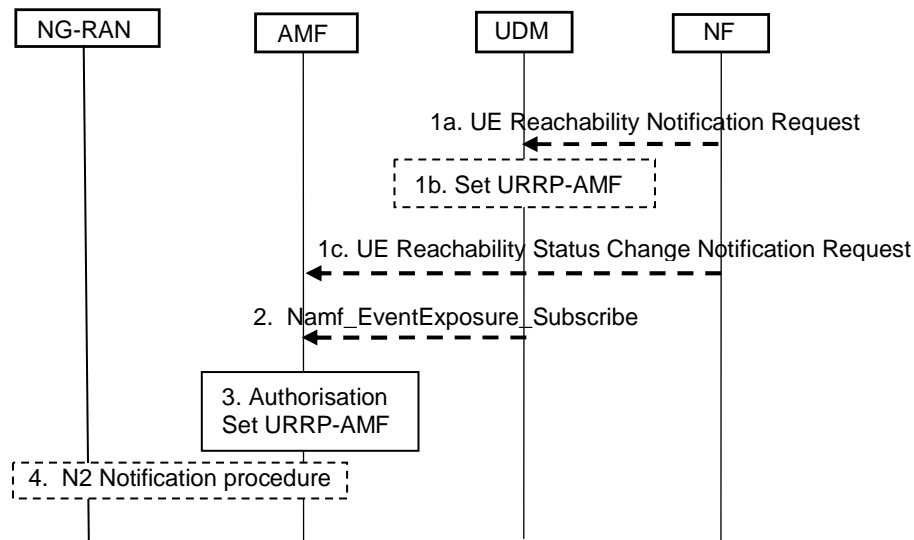 NG-RAN
AMF
UDM
NF
1a. UE Reachability Notification Request
1b. Set URRP-AMF
1c. UE Reachability Status Change Notification Request
2. Namf_EventExposure_Subscribe
3. Authorisation
Set URRP-AMF
4. N2 Notification procedure